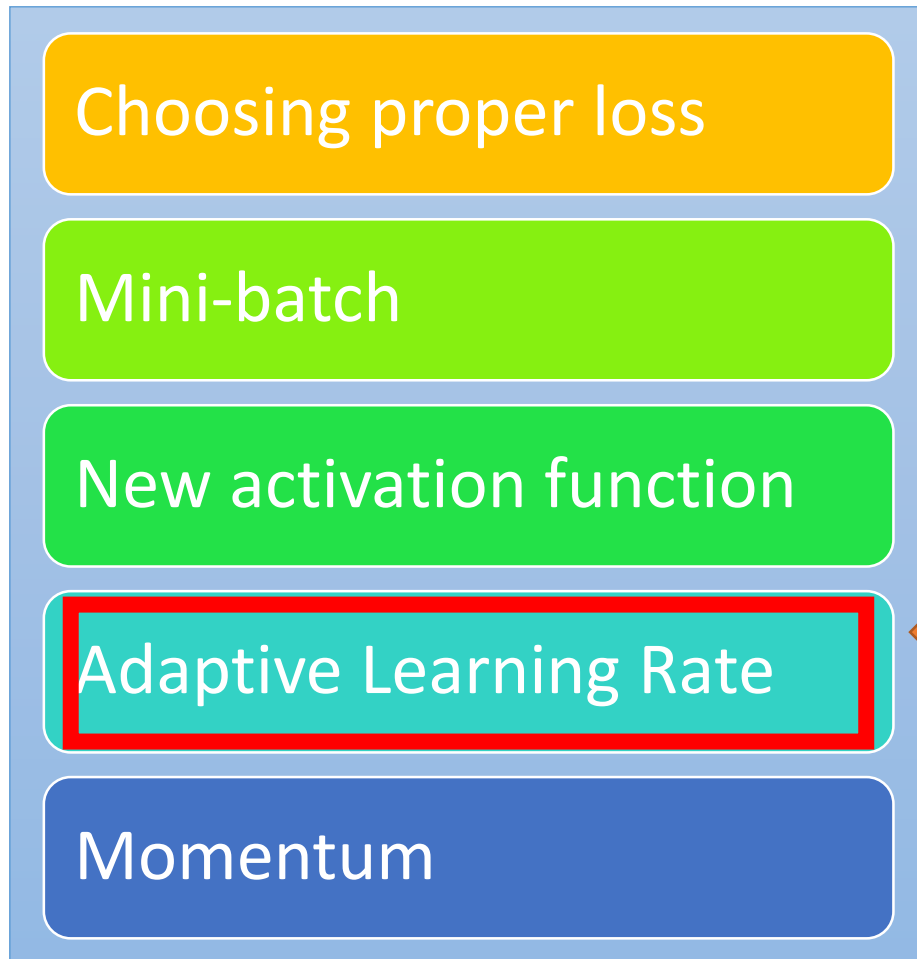 Choosing proper loss
Mini-batch
New activation function
Adaptive Learning Rate
Momentum